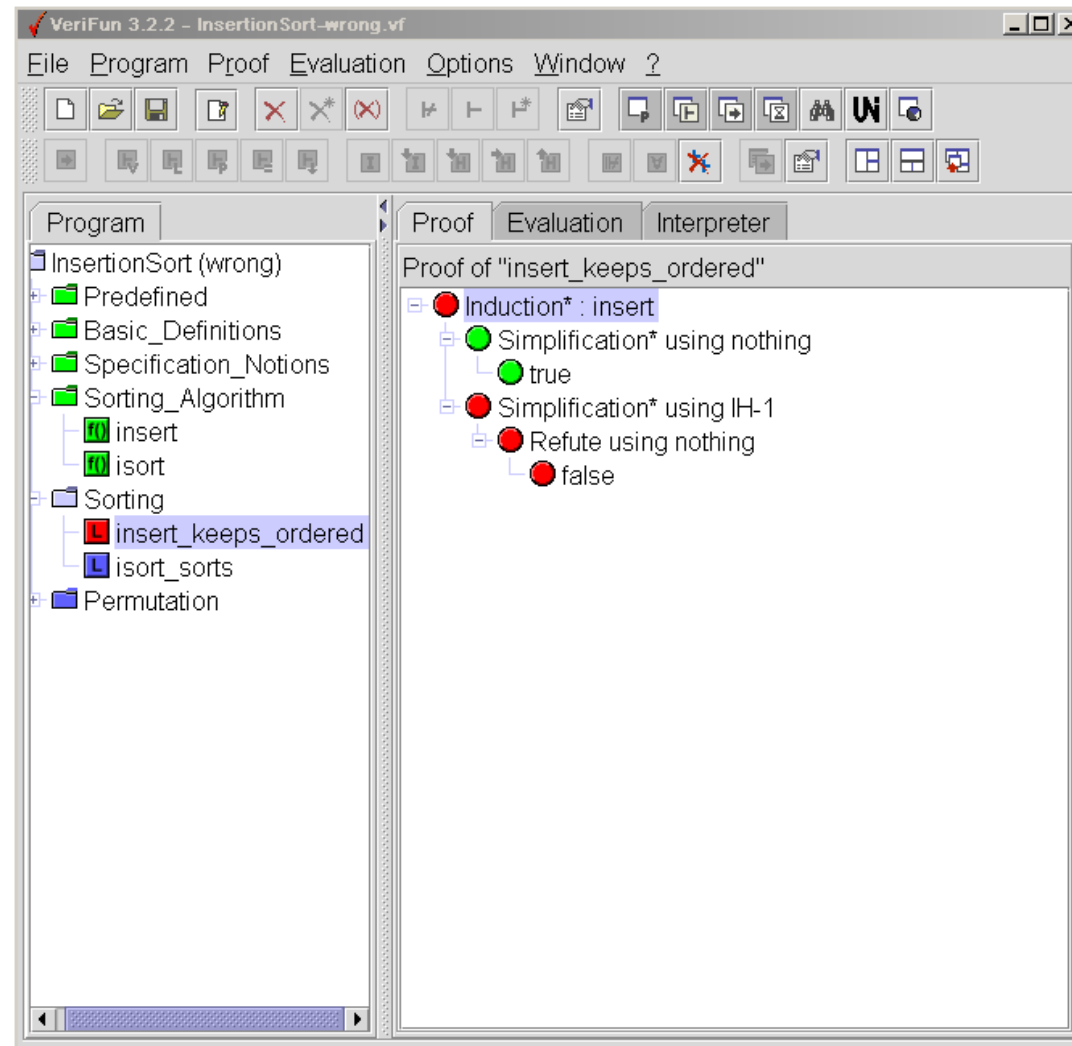 VeriFun 3.2.2 - InsertionSort-wrong.vf
File Program Proof Evaluation Options Window ?
Program
Proof Evaluation Interpreter
InsertionSort (wrong)
Predefined
Basic_Definitions
Specification_Notions
Sorting_Algorithm
f() insert
f() isort
Sorting
L insert_keeps_ordered
L isort_sorts
Permutation
Proof of "insert_keeps_ordered"
Induction* : insert
Simplification* using nothing
true
Simplification* using IH-1
Refute using nothing
false